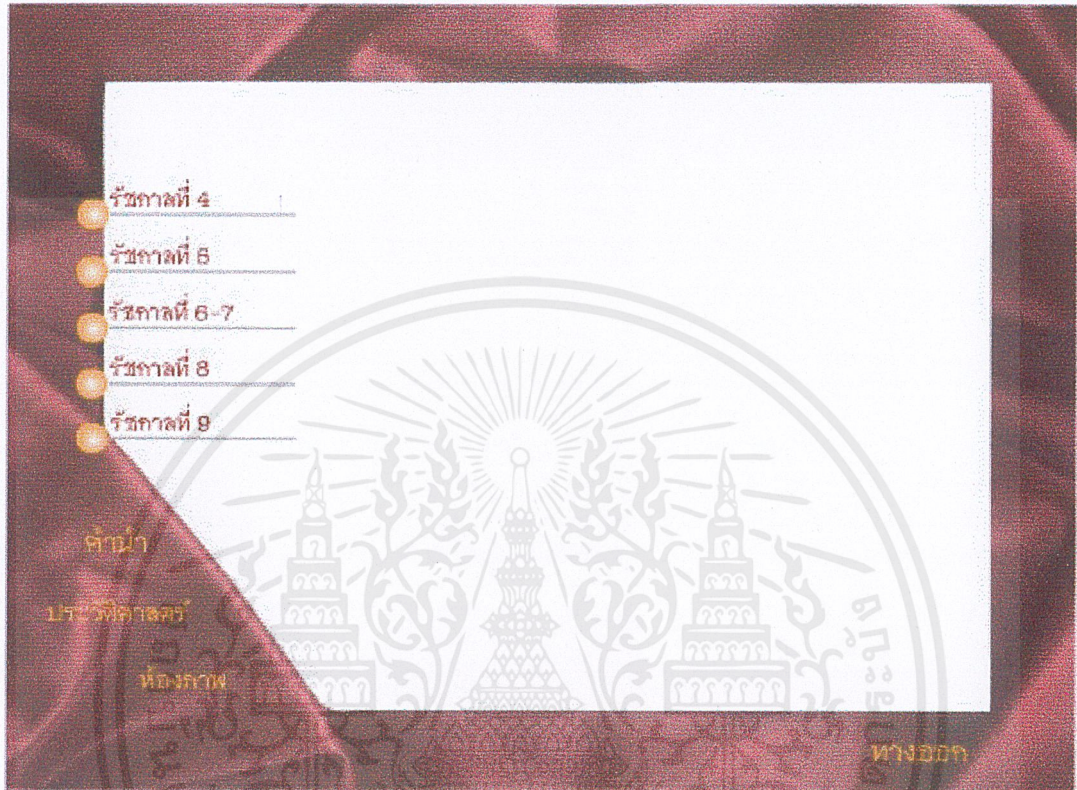 รัชกาลที่ 4
รัชกาลที่ 5
รัชกาลที่ 6-7
รัชกาลที่ 8
รัชกาลที่ 9
คำนำ
ประวัติศาสตร์
ห้องภาพ
ทางออก